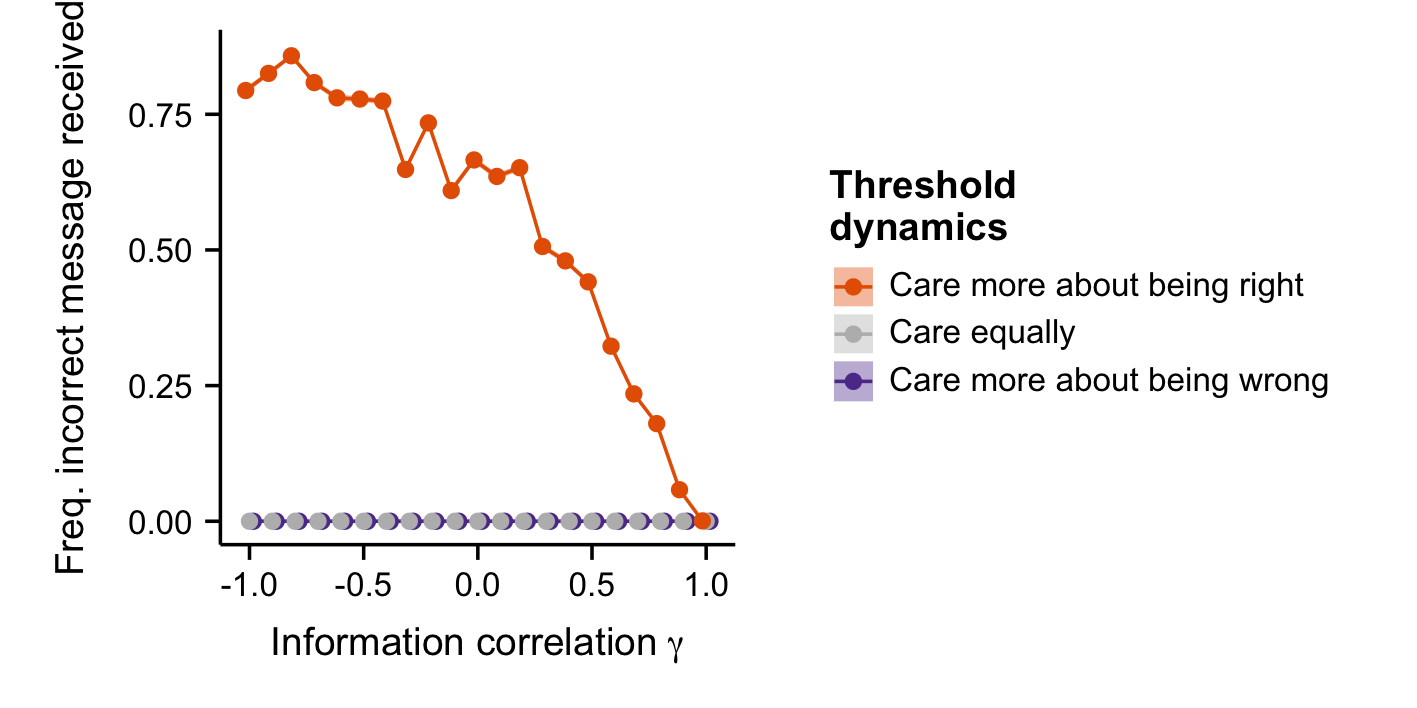 Freq. incorrect message received
0.75
0.50
0.25
0.00
-1.0 -0.5 0.0 0.5 1.0
Information correlation γ
Threshold
dynamics
Care more about being right
Care equally
Care more about being wrong